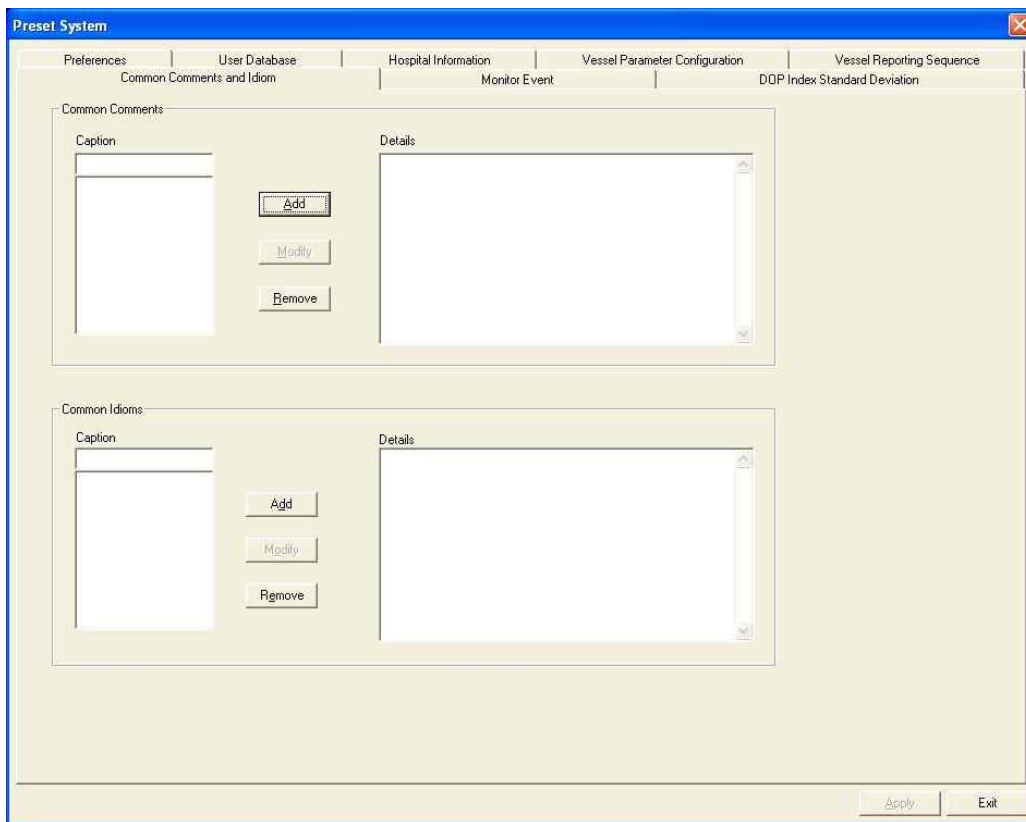 Preset System
Preferences User Database Hospital Information Vessel Parameter Configuration Vessel Reporting Sequence
Common Comments and Idiom Monitor Event DOP Index Standard Deviation
Common Comments
Caption Details
Add
Modify
Remove
Common Idioms
Caption Details
Add
Modify
Remove
Apply Exit